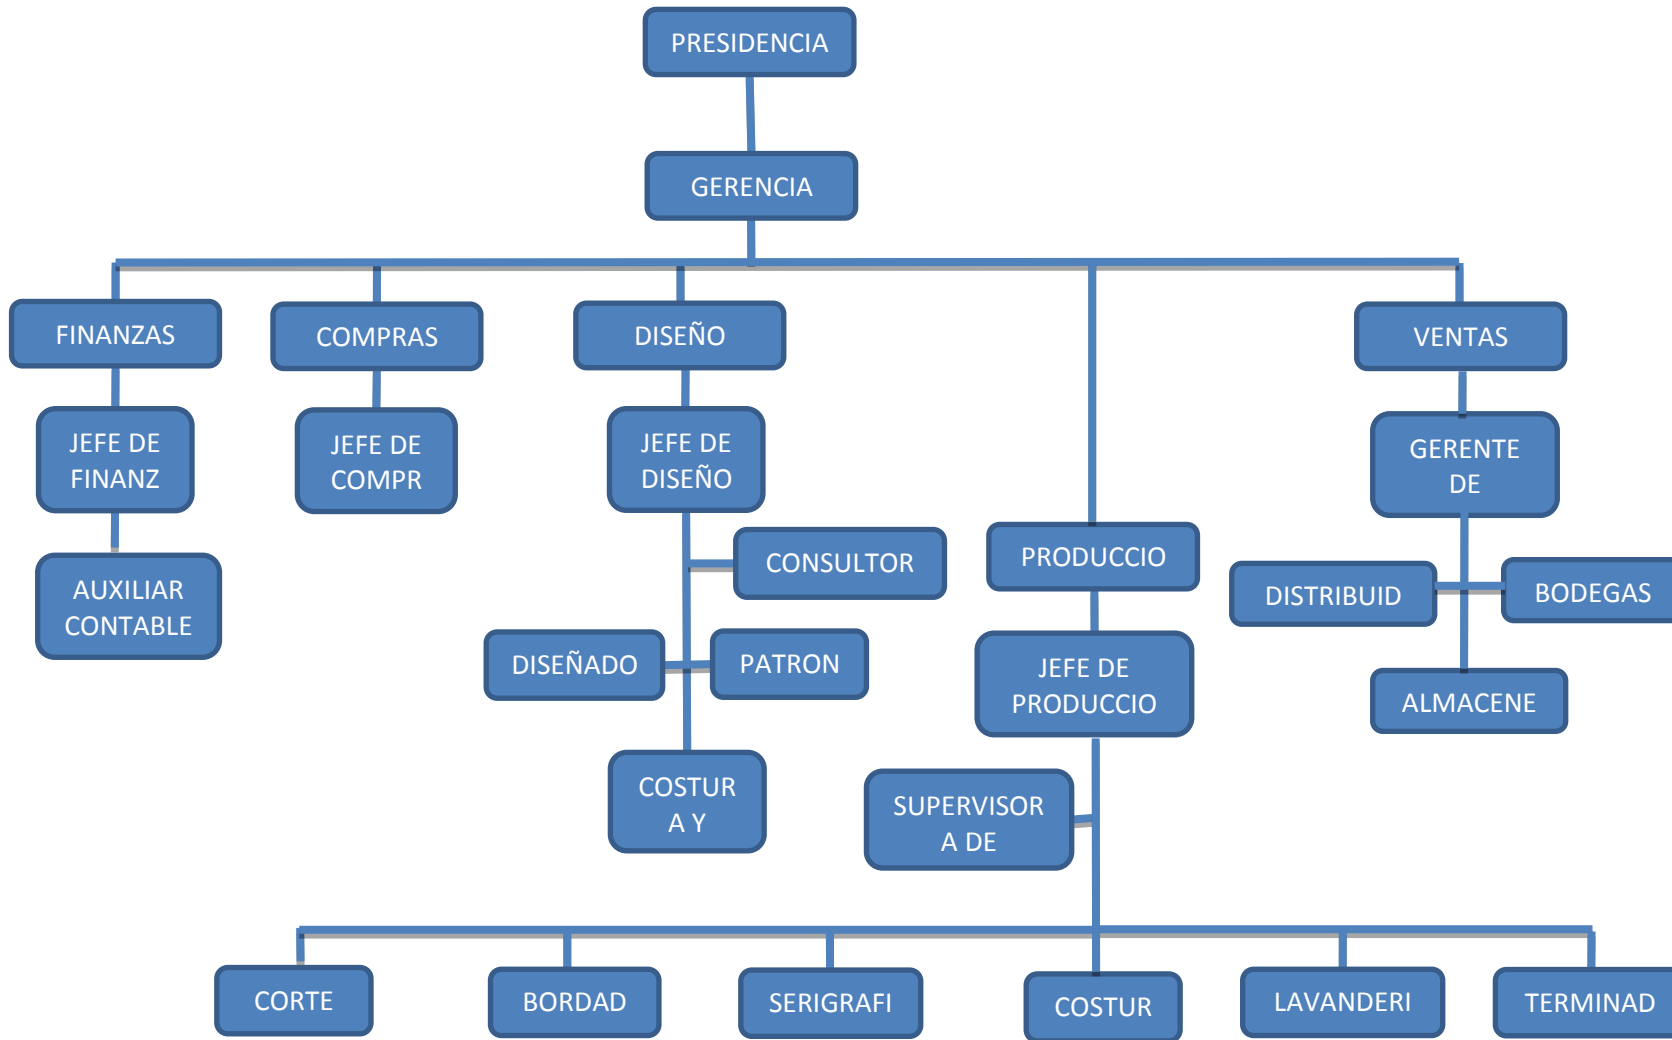 PRESIDENCIA
GERENCIA
FINANZAS
COMPRAS
DISEÑO
VENTAS
JEFE DE
FINANZ
JEFE DE
COMPR
JEFE DE
DISEÑO
GERENTE
DE
CONSULTOR
PRODUCCIO
AUXILIAR
CONTABLE
DISTRIBUID
BODEGAS
DISEÑADO
PATRON
JEFE DE
PRODUCCIO
ALMACENE
COSTUR
A Y
SUPERVISOR
A DE
CORTE
BORDAD
SERIGRAFI
COSTUR
LAVANDERI
TERMINAD